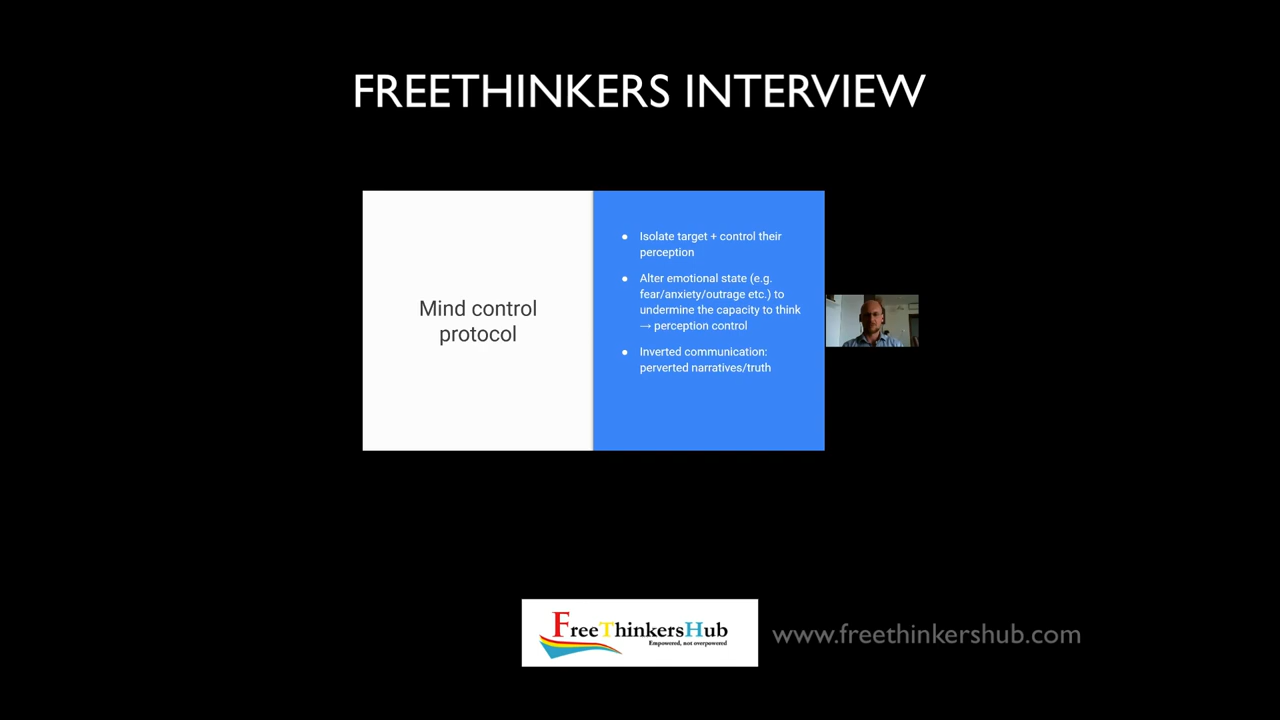 FREETHINKERS INTERVIEW
Mind control
protocol
● Isolate target + control their
perception
● Alter emotional state (e.g.
fear/anxiety/outrage etc.) to
undermine the capacity to think
→ perception control
● Inverted communication:
perverted narratives/truth
FreeThinkersHub
Empowered, not overpowered
www.freethinkershub.com